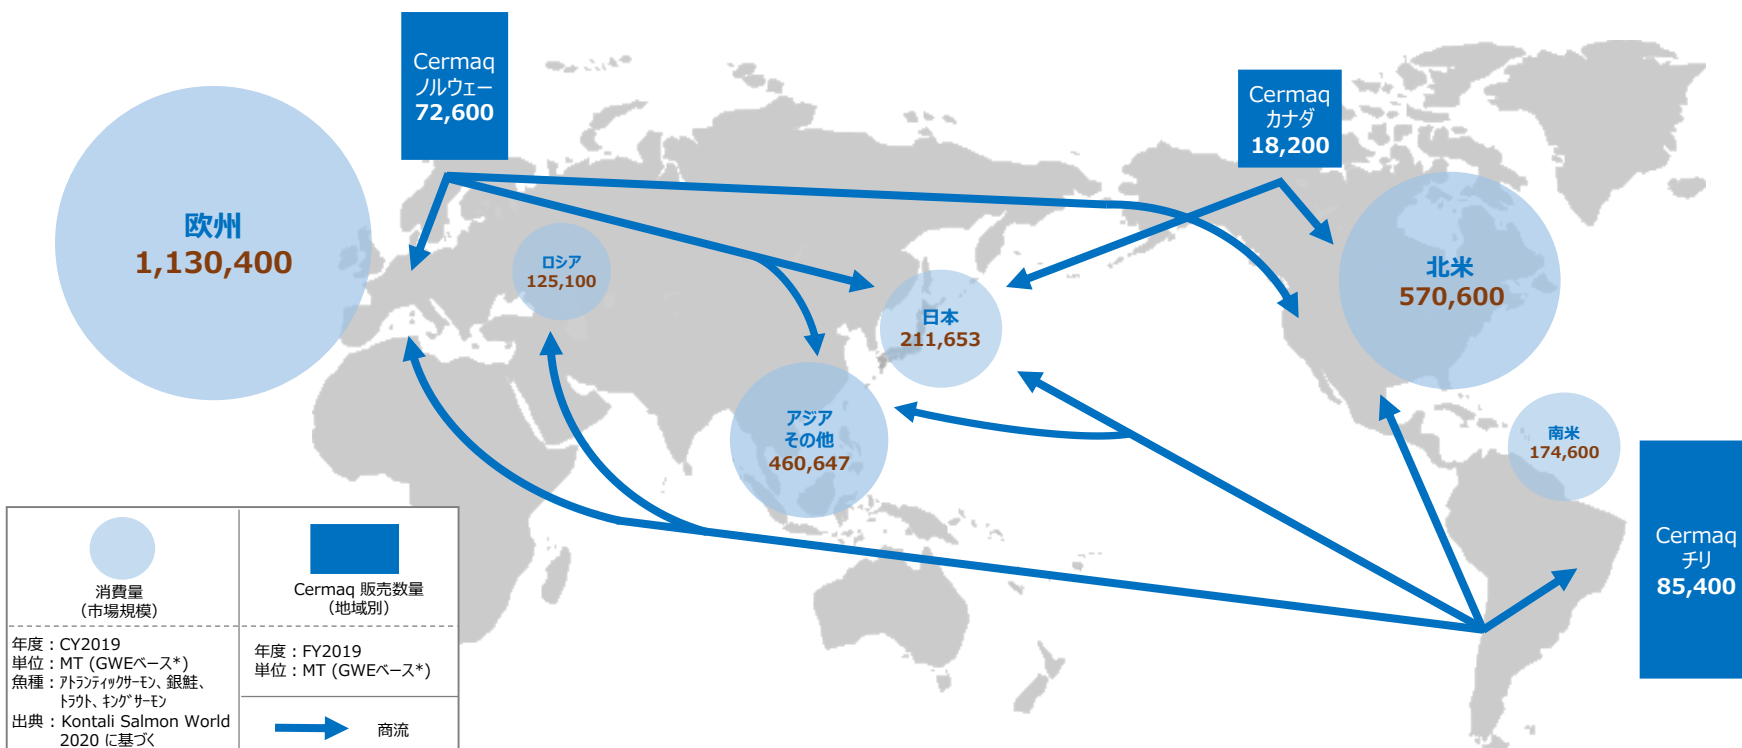 Cermaq
ノルウェー
72,600
Cermaq
カナダ
18,200
欧州
1,130,400
ロシア
125,100
北米
570,600
日本
211,653
アジア
その他
460,647
南米
174,600
Cermaq
チリ
85,400
消費量
（市場規模）
Cermaq 販売数量
（地域別）
年度：CY2019
単位：MT (GWEベース*)
魚種：ｱﾄﾗﾝﾃｨｯｸｻｰﾓﾝ、銀鮭、
ﾄﾗｳﾄ、ｷﾝｸﾞｻｰﾓﾝ
出典：Kontali Salmon World
2020 に基づく
年度：FY2019
単位：MT (GWEベース*)
商流